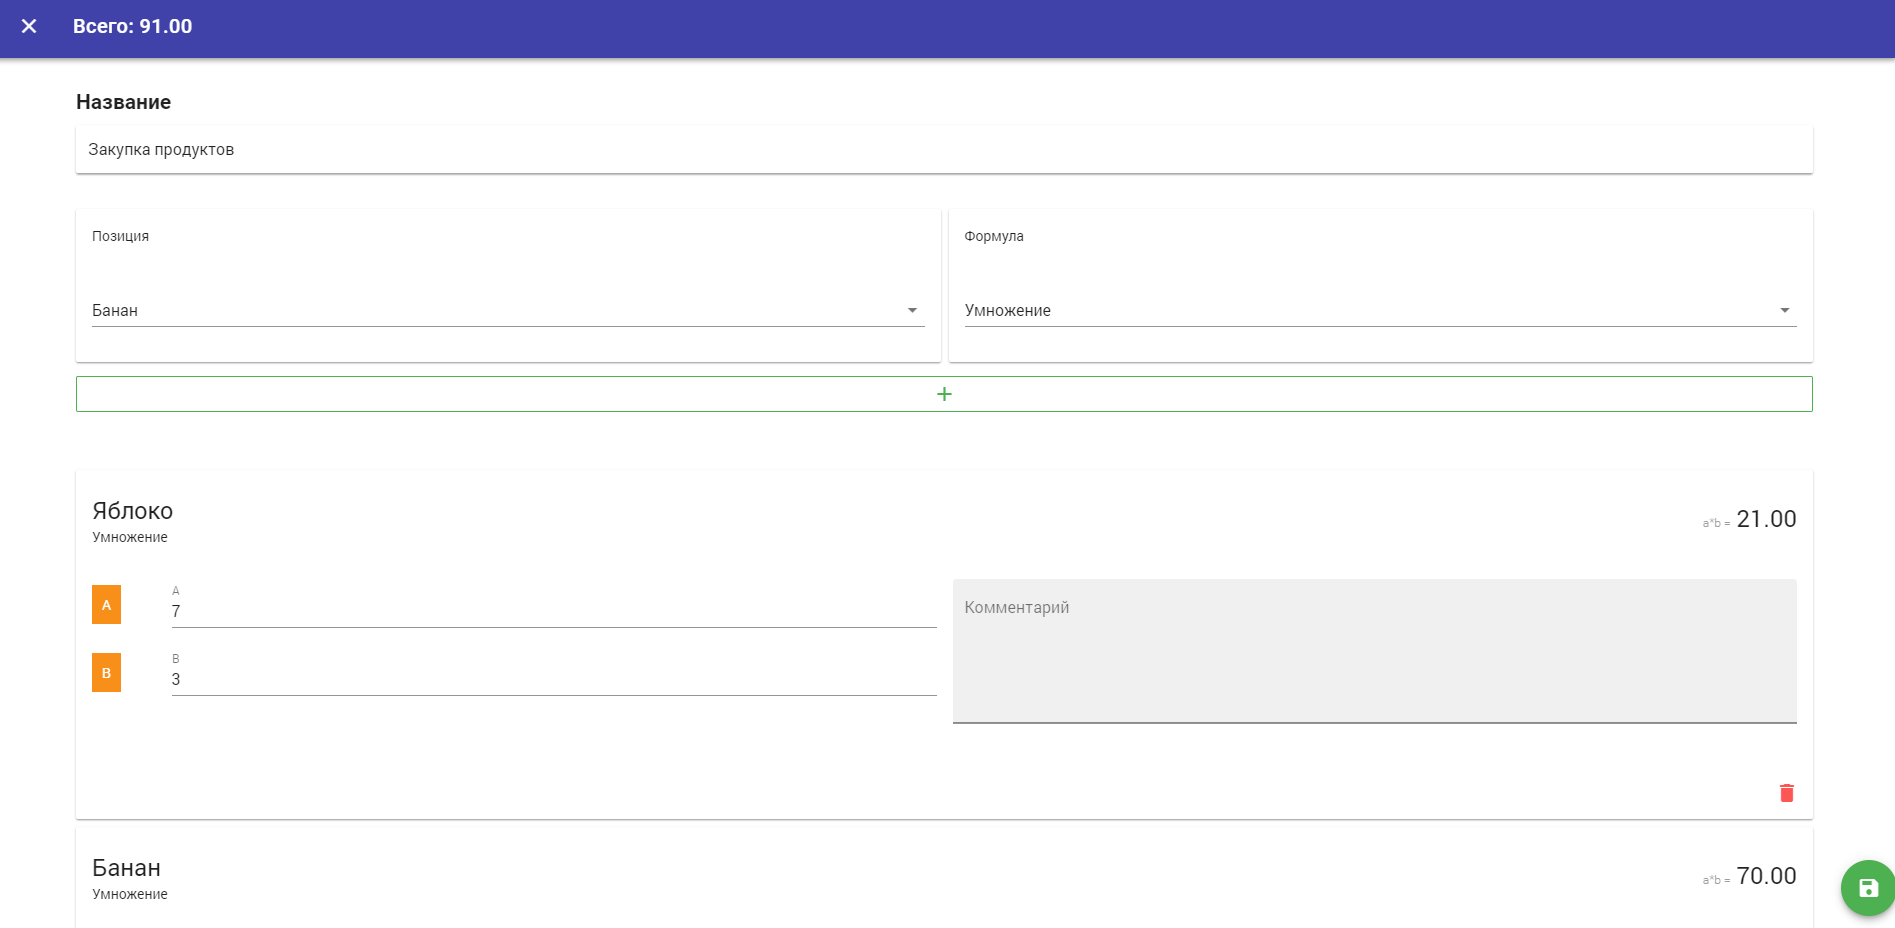 Всего: 91.00
Название
Закупка продуктов
Позиция
Формула
Банан
Умножение
Яблоко
Умножение
a*b = 21.00
A
A
7
Комментарий
B
B
3
Банан
Умножение
a*b = 70.00